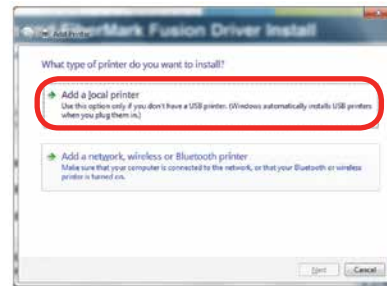 FiberMark Fusion Driver Install
Add Printer
What type of printer do you want to install?
Add a local printer
Use this option only if you don't have a USB printer. (Windows automatically installs USB printers
when you plug them in.)
Add a network, wireless or Bluetooth printer
Make sure that your computer is connected to the network, or that your Bluetooth or wireless
printer is turned on.
Next
Cancel